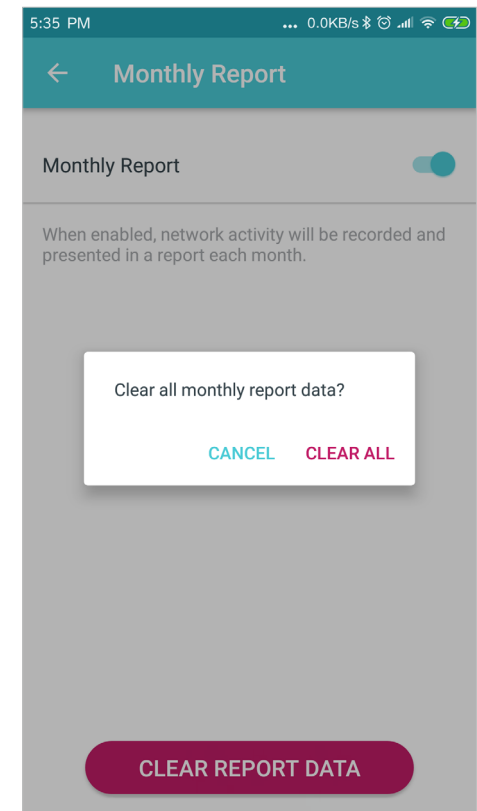 5:35 PM ... 0.0KB/s
Monthly Report
Monthly Report
When enabled, network activity will be recorded and
presented in a report each month.
Clear all monthly report data?
CANCEL CLEAR ALL
CLEAR REPORT DATA